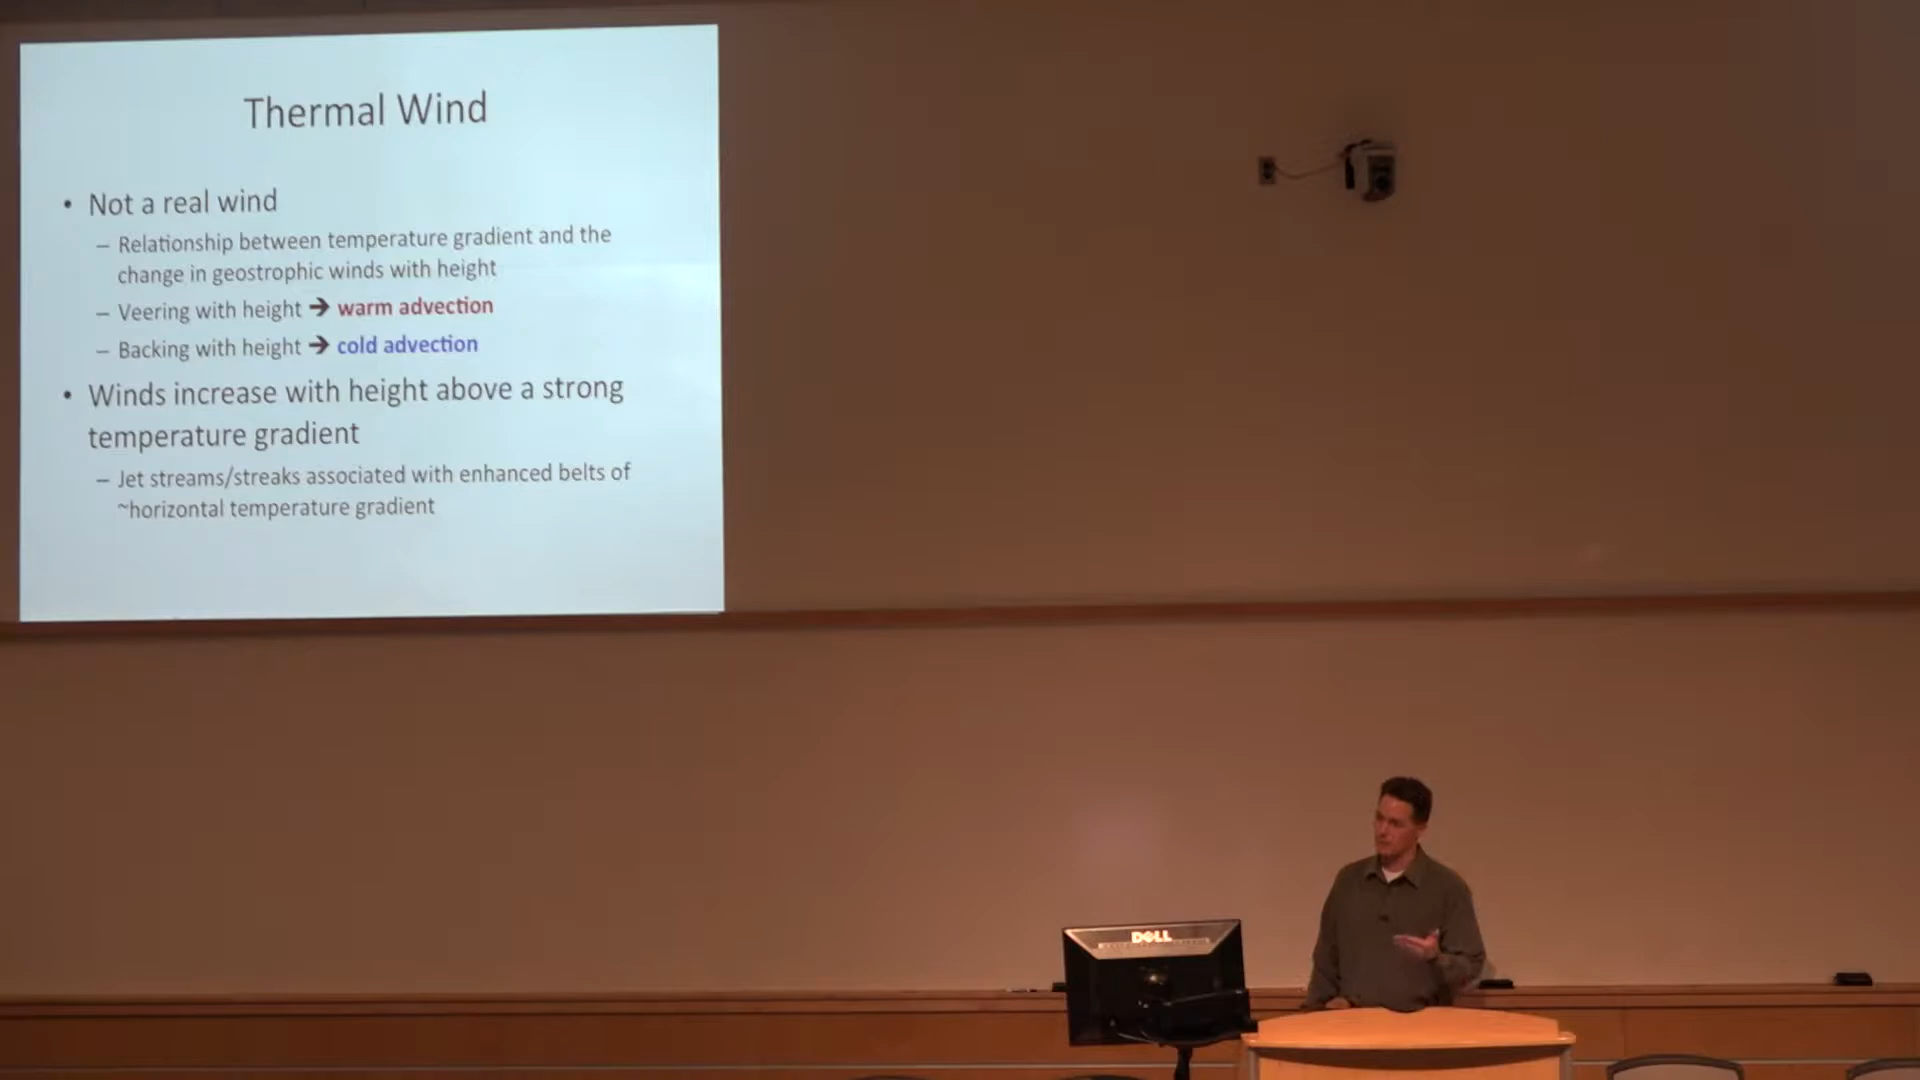 Thermal Wind
• Not a real wind
– Relationship between temperature gradient and the
change in geostrophic winds with height
– Veering with height ➔ warm advection
– Backing with height ➔ cold advection
• Winds increase with height above a strong
temperature gradient
– Jet streams/streaks associated with enhanced belts of
~horizontal temperature gradient
DELL